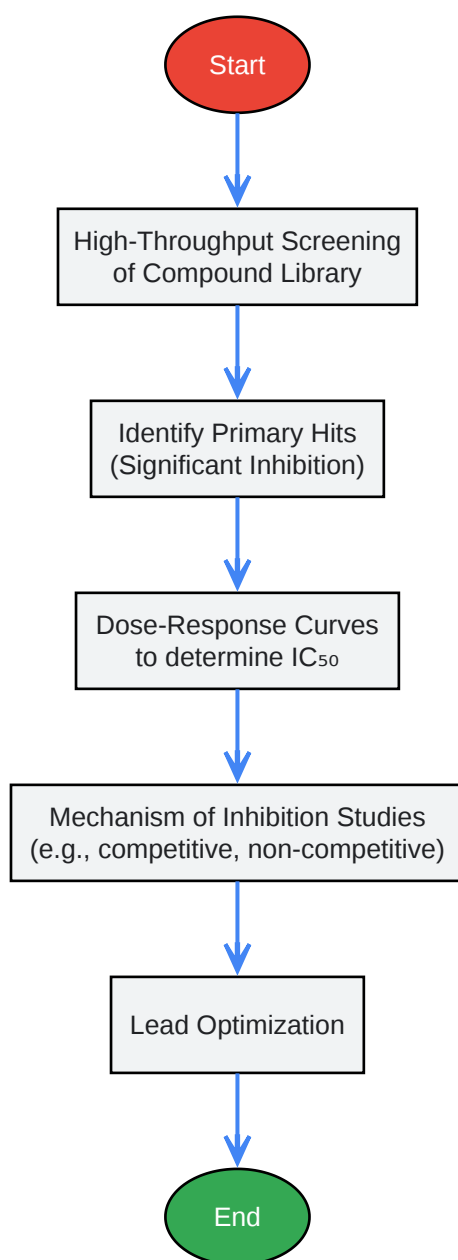 Start
High-Throughput Screening
of Compound Library
Identify Primary Hits
(Significant Inhibition)
Dose-Response Curves
to determine IC₅₀
Mechanism of Inhibition Studies
(e.g., competitive, non-competitive)
Lead Optimization
End